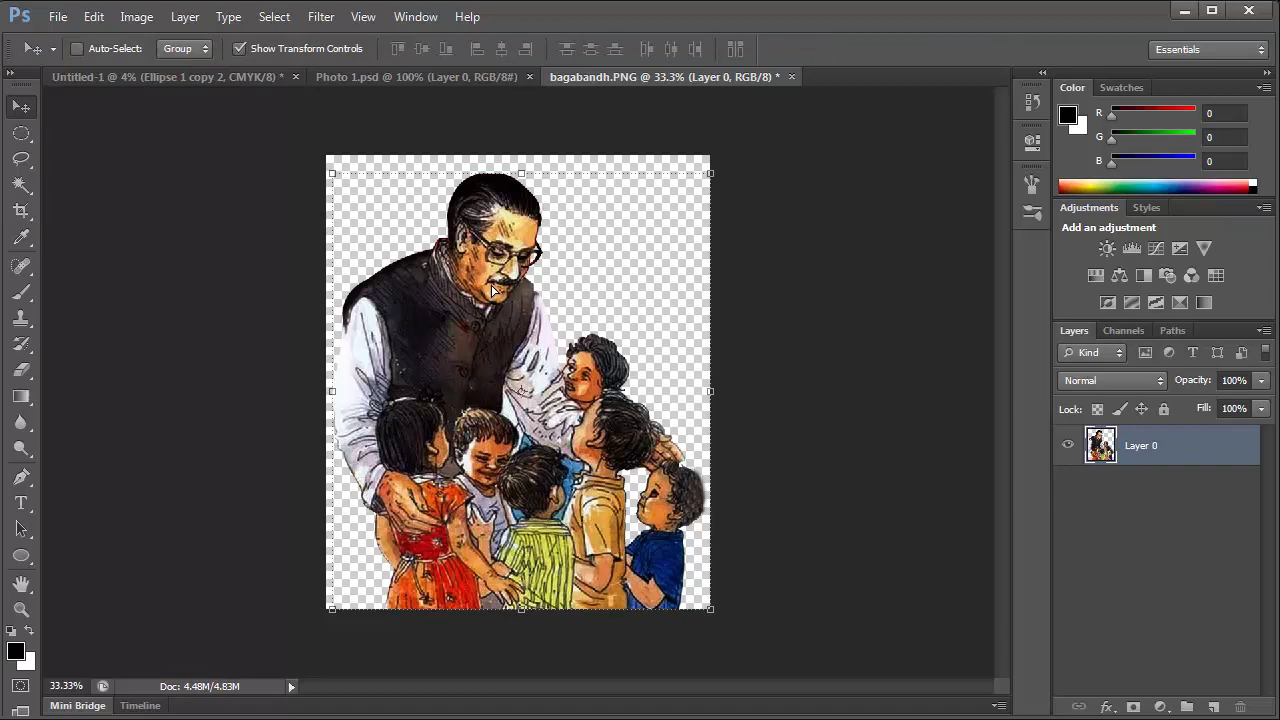 Ps File Edit Image Layer Type Select Filter View Window Help
Auto-Select: Group Show Transform Controls Essentials
Untitled-1 @ 4% (Ellipse 1 copy 2, CMYK/8) * × Photo 1.psd @ 100% (Layer 0, RGB/8#) × bagabandh.PNG @ 33.3% (Layer 0, RGB/8) * ×
Color Swatches
R 0
G 0
B 0
Adjustments Styles
Add an adjustment
Layers Channels Paths
Kind
Normal Opacity: 100%
Lock: Fill: 100%
Layer 0
33.33% Doc: 4.48M/4.83M
Mini Bridge Timeline